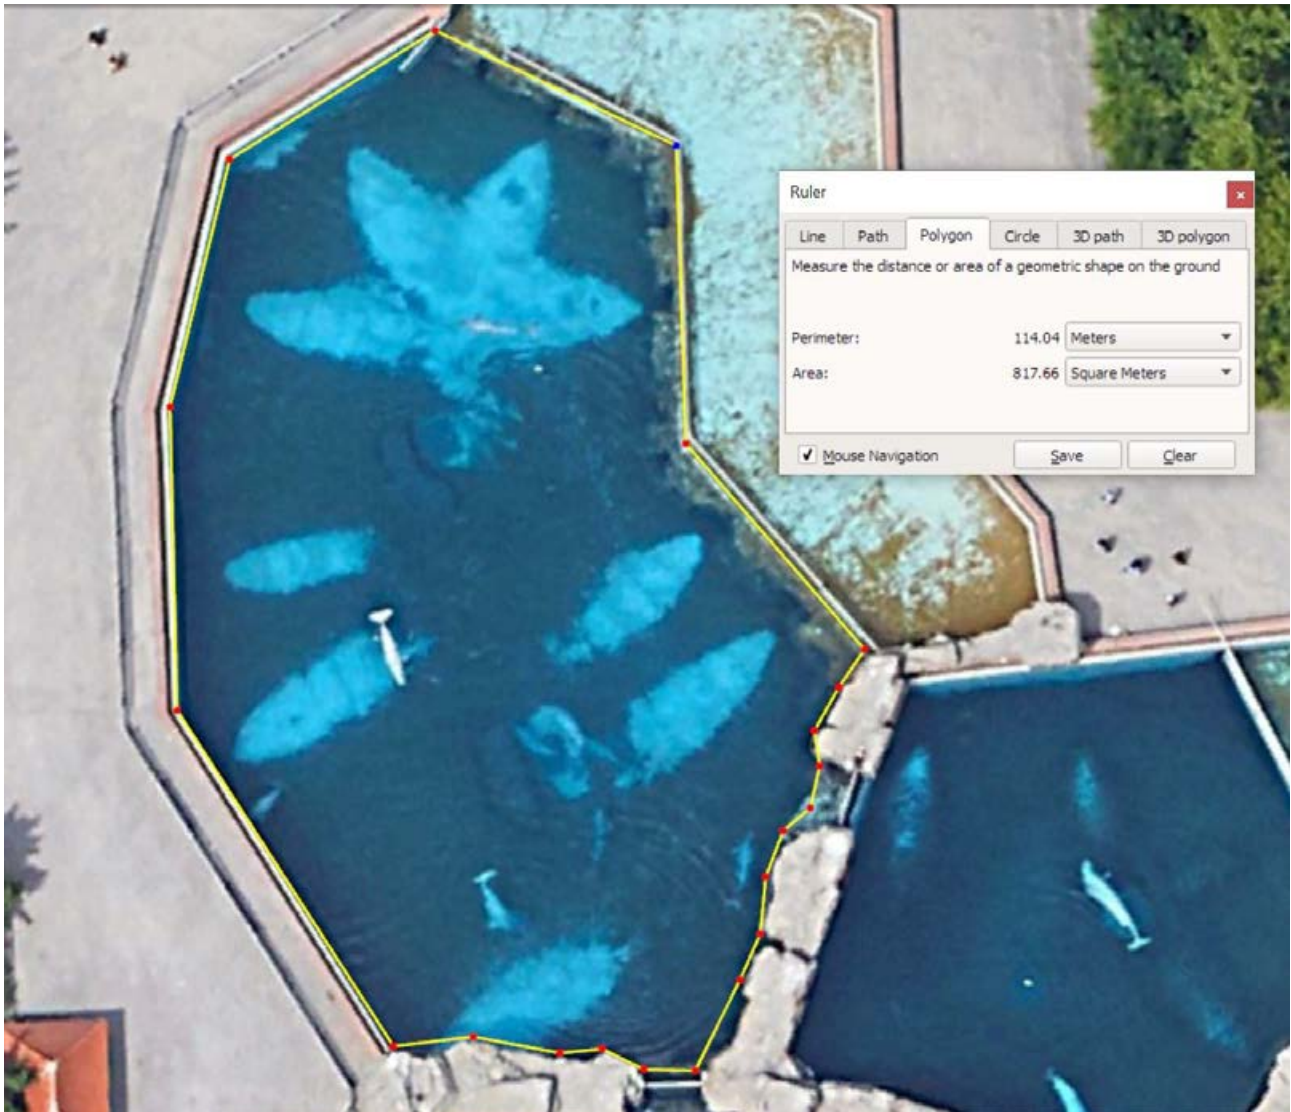 Ruler
Line Path Polygon Circle 3D path 3D polygon
Measure the distance or area of a geometric shape on the ground
Perimeter: 114.04 Meters
Area: 817.66 Square Meters
Mouse Navigation Save Clear